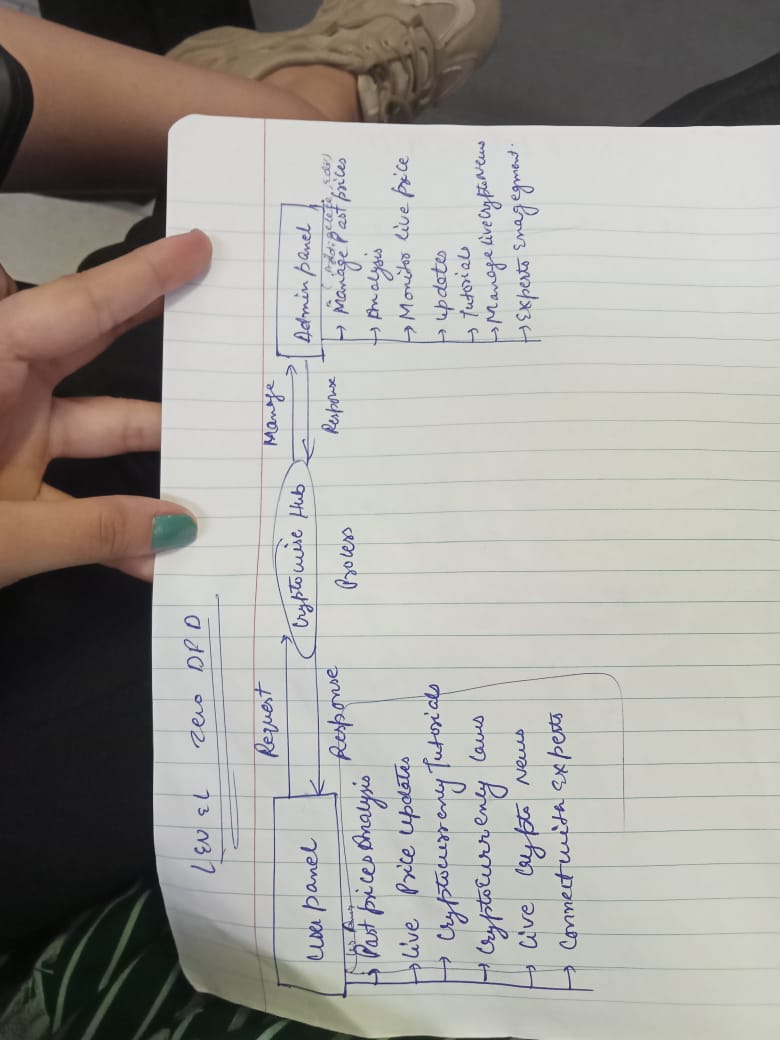 LEVEL Zero DFD
User panel
Request
Response
Cryptowise Hub
Process
Manage
Response
Admin panel
Past prices Analysis
Live Price updates
Cryptocurrency Tutorials
Cryptocurrency Laws
Live Crypto News
Connect with Experts
(Add, delete, Edit)
Manage Past prices
Analysis
Monitor live price
updates
Tutorials
Manage live Crypto News
Experts Enagegment.